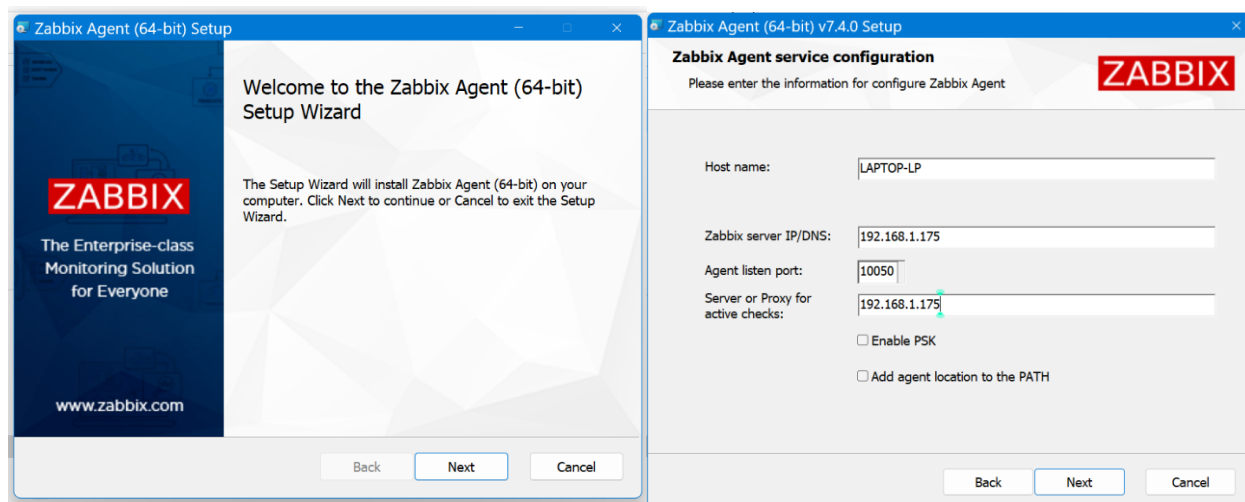 Zabbix Agent (64-bit) Setup
Welcome to the Zabbix Agent (64-bit)
Setup Wizard
The Setup Wizard will install Zabbix Agent (64-bit) on your
computer. Click Next to continue or Cancel to exit the Setup
Wizard.
ZABBIX
The Enterprise-class
Monitoring Solution
for Everyone
www.zabbix.com
Back Next Cancel
Zabbix Agent (64-bit) v7.4.0 Setup
Zabbix Agent service configuration
Please enter the information for configure Zabbix Agent
ZABBIX
Host name: LAPTOP-LP
Zabbix server IP/DNS: 192.168.1.175
Agent listen port: 10050
Server or Proxy for
active checks: 192.168.1.175
Enable PSK
Add agent location to the PATH
Back Next Cancel